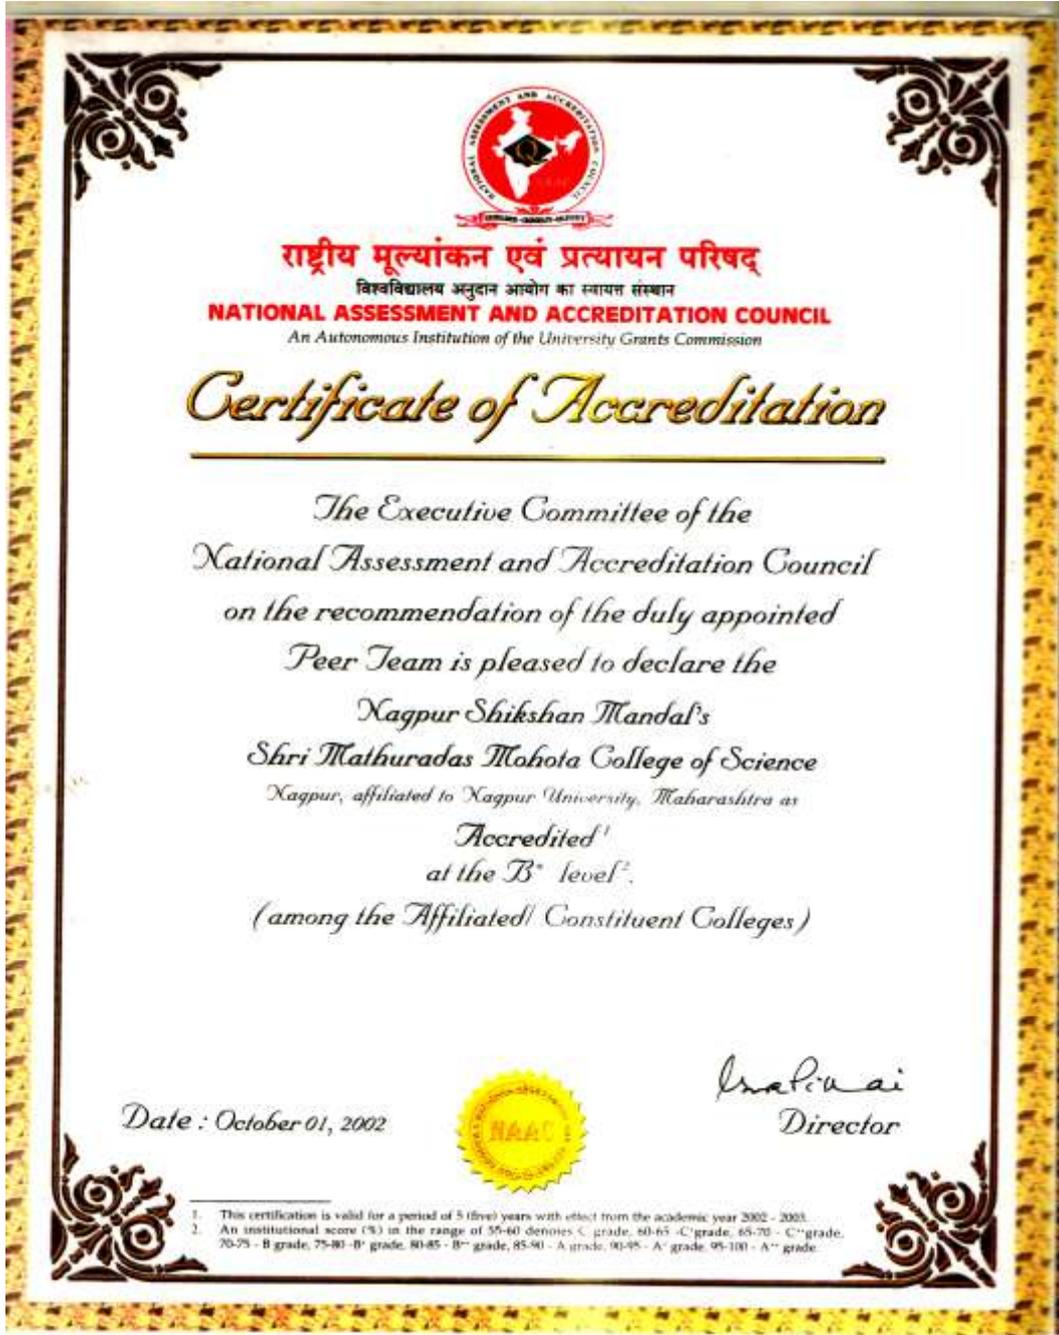 NATIONAL ASSESSMENT AND ACCREDITATION COUNCIL
राष्ट्रीय मूल्यांकन एवं प्रत्यायन परिषद्
विश्वविद्यालय अनुदान आयोग का स्वायत्त संस्थान
NATIONAL ASSESSMENT AND ACCREDITATION COUNCIL
An Autonomous Institution of the University Grants Commission
Certificate of Accreditation
The Executive Committee of the
National Assessment and Accreditation Council
on the recommendation of the duly appointed
Peer Team is pleased to declare the
Nagpur Shikshan Mandal's
Shri Mathuradas Mohota College of Science
Nagpur, affiliated to Nagpur University, Maharashtra as
Accredited¹
at the B⁺ level².
(among the Affiliated/ Constituent Colleges)
Date : October 01, 2002
NAAC
Director
1. This certification is valid for a period of 5 (five) years with effect from the academic year 2002 - 2003.
2. An institutional score (%) in the range of 55-60 denotes C grade, 60-65 -C⁺grade, 65-70 - C⁺⁺grade,
70-75 - B grade, 75-80 -B⁺ grade, 80-85 - B⁺⁺ grade, 85-90 - A grade, 90-95 - A⁺ grade, 95-100 - A⁺⁺ grade.